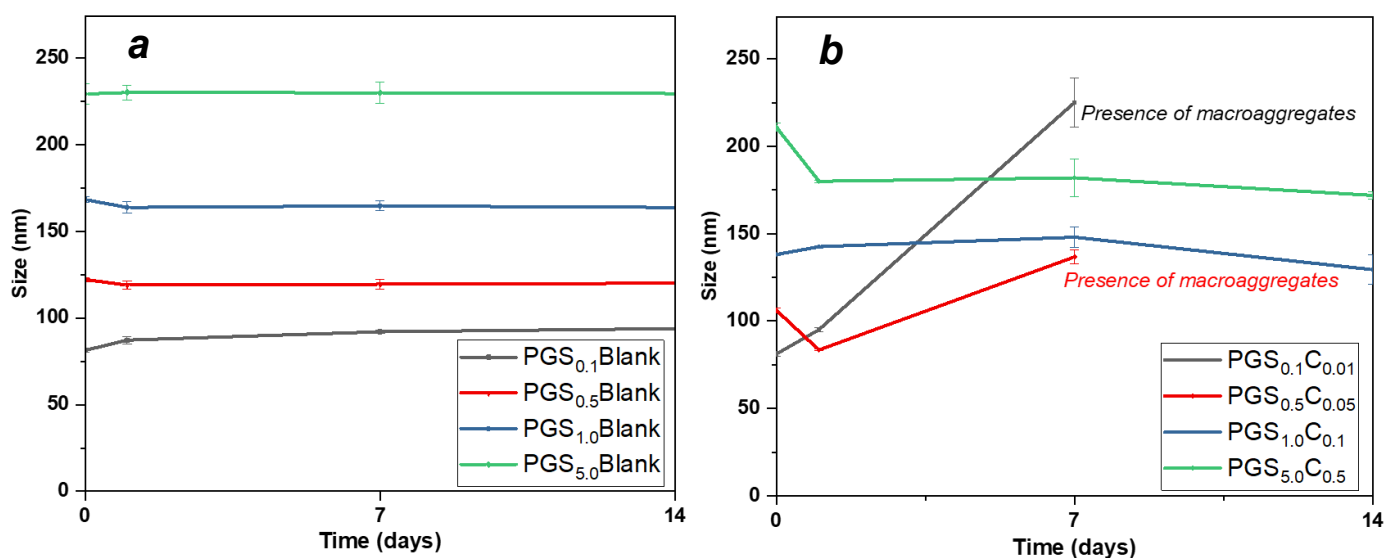 a
250
200
150
100
50
0
Size (nm)
0 7 14
Time (days)
PGS0.1Blank
PGS0.5Blank
PGS1.0Blank
PGS5.0Blank
b
250
200
150
100
50
0
Size (nm)
0 7 14
Time (days)
Presence of macroaggregates
Presence of macroaggregates
PGS0.1C0.01
PGS0.5C0.05
PGS1.0C0.1
PGS5.0C0.5